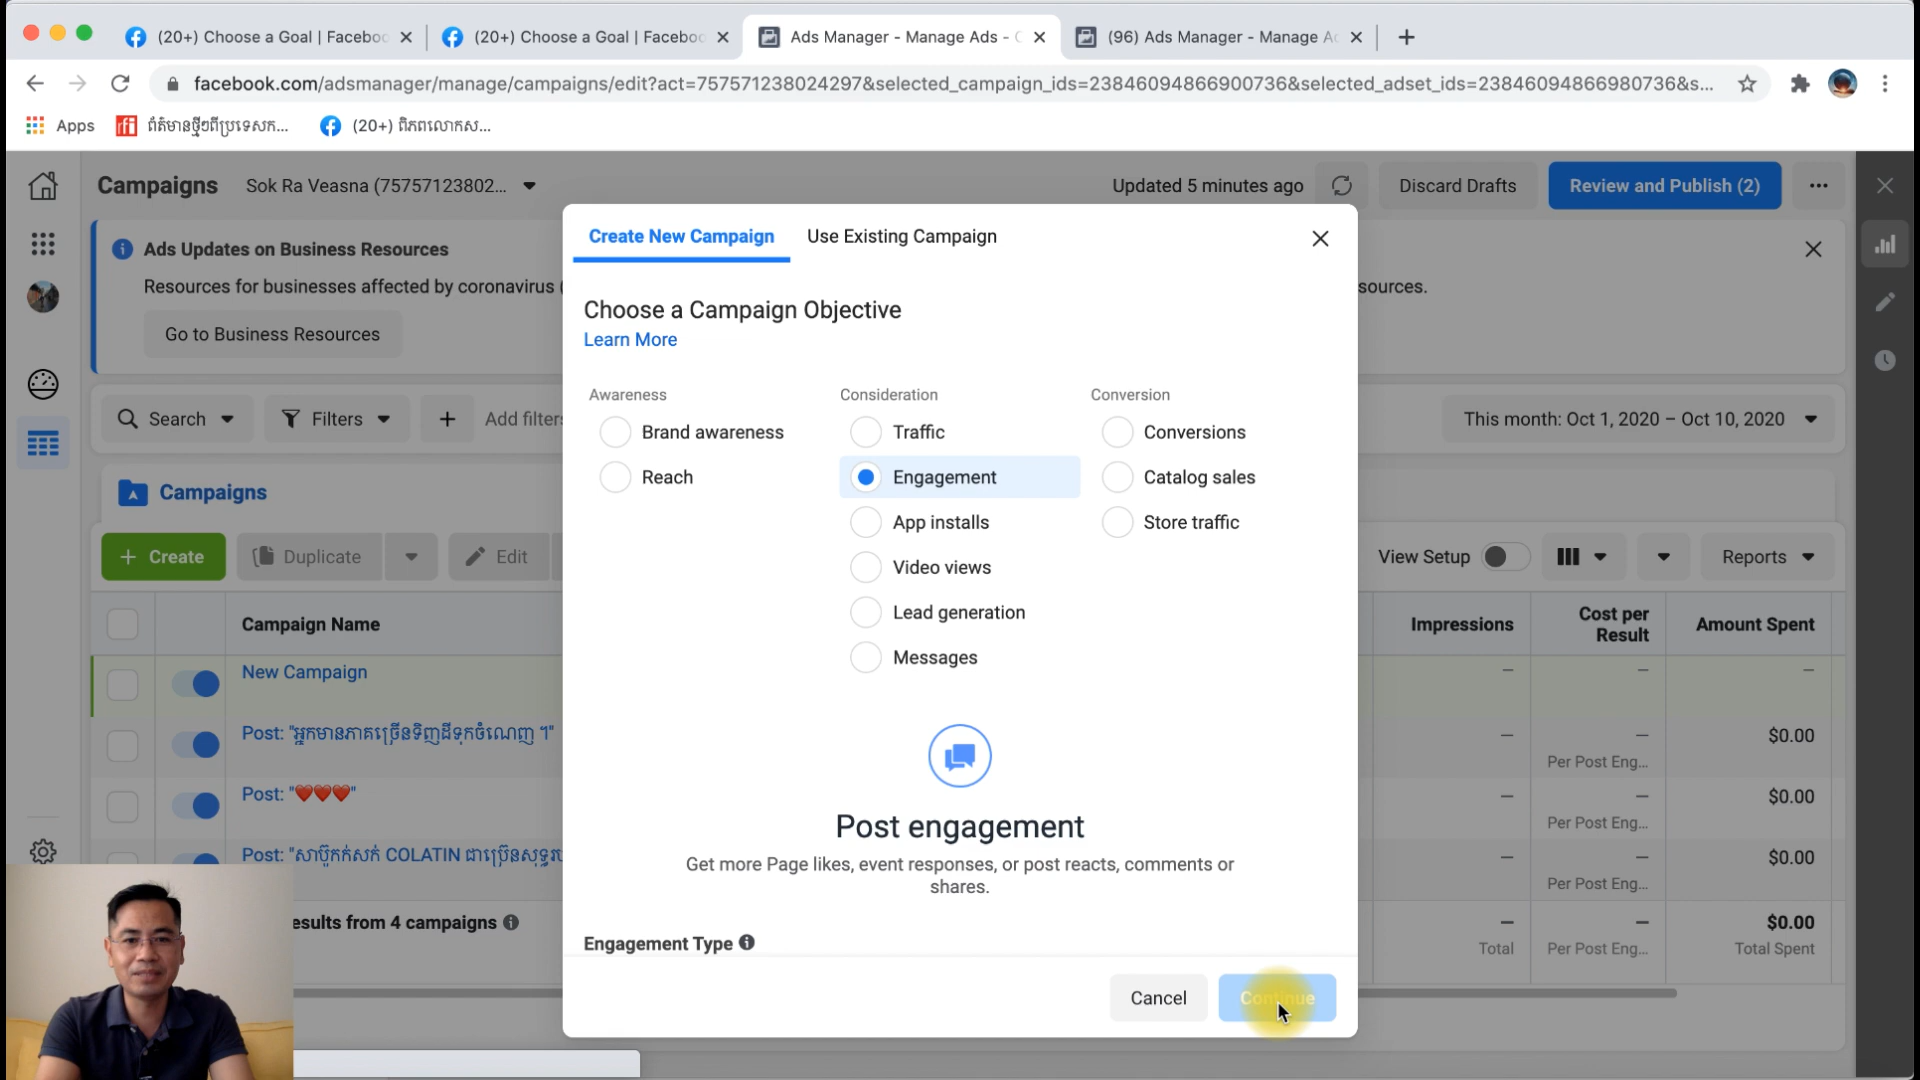 (20+) Choose a Goal | Facebo
(20+) Choose a Goal | Facebo
Ads Manager - Manage Ads -
(96) Ads Manager - Manage A
facebook.com/adsmanager/manage/campaigns/edit?act=757571238024297&selected_campaign_ids=23846094866900736&selected_adset_ids=23846094866980736&s...
Apps
rfi
ព័ត៌មានថ្មីៗពីប្រទេសក...
(20+) ពិភពលោកស...
Campaigns
Sok Ra Veasna (75757123802...
Updated 5 minutes ago
Discard Drafts
Review and Publish (2)
Ads Updates on Business Resources
Resources for businesses affected by coronavirus
sources.
Go to Business Resources
Search
Filters
Add filters
This month: Oct 1, 2020 – Oct 10, 2020
Campaigns
+ Create
Duplicate
Edit
View Setup
Reports
Campaign Name
Impressions
Cost per
Result
Amount Spent
New Campaign
—
—
—
Post: "អ្នកមានភាគច្រើនទិញដីទុកចំណេញ ។"
—
—
$0.00
Per Post Eng...
Post: "❤️❤️❤️"
—
—
$0.00
Per Post Eng...
Post: "សាប៊ូកក់សក់ COLATIN ជាប្រ៊ែនសុទ្ធរប
—
—
$0.00
Per Post Eng...
esults from 4 campaigns
—
—
$0.00
Total
Per Post Eng...
Total Spent
Create New Campaign
Use Existing Campaign
Choose a Campaign Objective
Learn More
Awareness
Consideration
Conversion
Brand awareness
Traffic
Conversions
Reach
Engagement
Catalog sales
App installs
Store traffic
Video views
Lead generation
Messages
Post engagement
Get more Page likes, event responses, or post reacts, comments or
shares.
Engagement Type
Cancel
Continue